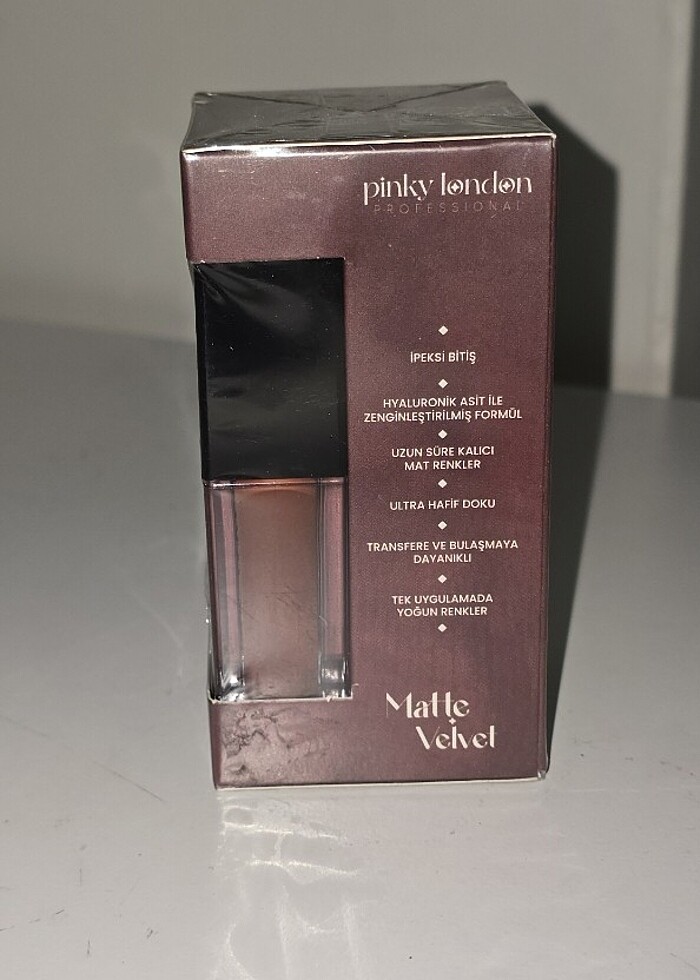 pinky london
PROFESSIONAL
İPEKSİ BİTİŞ
HYALURONİK ASİT İLE
ZENGİNLEŞTİRİLMİŞ FORMÜL
UZUN SÜRE KALICI
MAT RENKLER
ULTRA HAFİF DOKU
TRANSFERE VE BULAŞMAYA
DAYANIKLI
TEK UYGULAMADA
YOĞUN RENKLER
Matte
Velvet